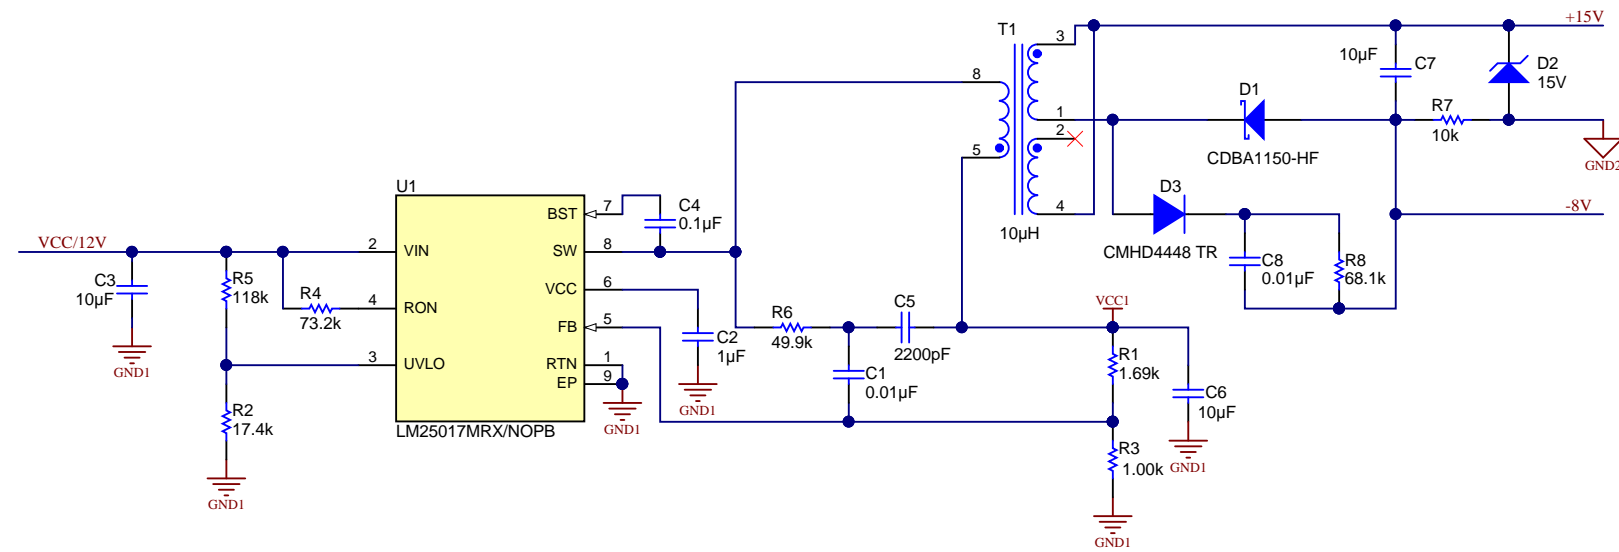 +15V
T1
3
10µF
C7
D2
15V
8
D1
R7
10k
1
2
CDBA1150-HF
GND2
5
U1
D3
BST
7
C4
0.1µF
4
-8V
10µH
VCC/12V
2
VIN
SW
8
CMHD4448 TR
C8
0.01µF
R8
68.1k
C3
10µF
R5
118k
VCC
6
R4
73.2k
4
RON
FB
5
R6
49.9k
C5
2200pF
VCC1
C2
1µF
GND1
3
UVLO
RTN
1
EP
9
C1
0.01µF
R1
1.69k
C6
10µF
R2
17.4k
GND1
GND1
LM25017MRX/NOPB
R3
1.00k
GND1
GND1
GND1